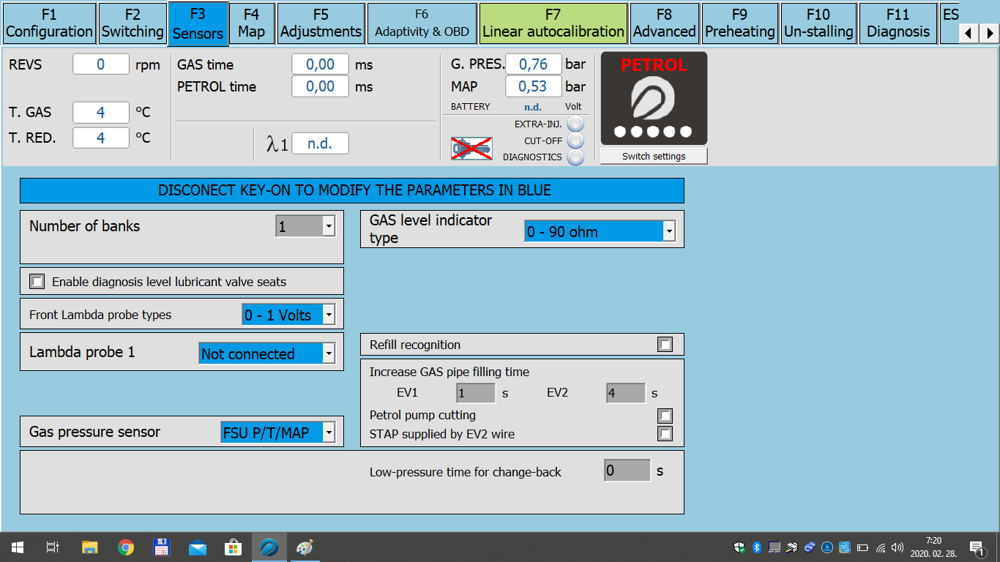 F1
Configuration
F2
Switching
F3
Sensors
F4
Map
F5
Adjustments
F6
Adaptivity & OBD
F7
Linear autocalibration
F8
Advanced
F9
Preheating
F10
Un-stalling
F11
Diagnosis
ES
REVS 0 rpm
T. GAS 4 °C
T. RED. 4 °C
GAS time 0,00 ms
PETROL time 0,00 ms
λ1 n.d.
G. PRES. 0,76 bar
MAP 0,53 bar
BATTERY n.d. Volt
EXTRA-INJ.
CUT-OFF
DIAGNOSTICS
PETROL
Switch settings
DISCONECT KEY-ON TO MODIFY THE PARAMETERS IN BLUE
Number of banks 1
GAS level indicator
type
0 - 90 ohm
Enable diagnosis level lubricant valve seats
Front Lambda probe types 0 - 1 Volts
Lambda probe 1 Not connected
Refill recognition
Increase GAS pipe filling time
EV1 1 s EV2 4 s
Petrol pump cutting
STAP supplied by EV2 wire
Gas pressure sensor FSU P/T/MAP
Low-pressure time for change-back 0 s
7:20
2020. 02. 28.
1